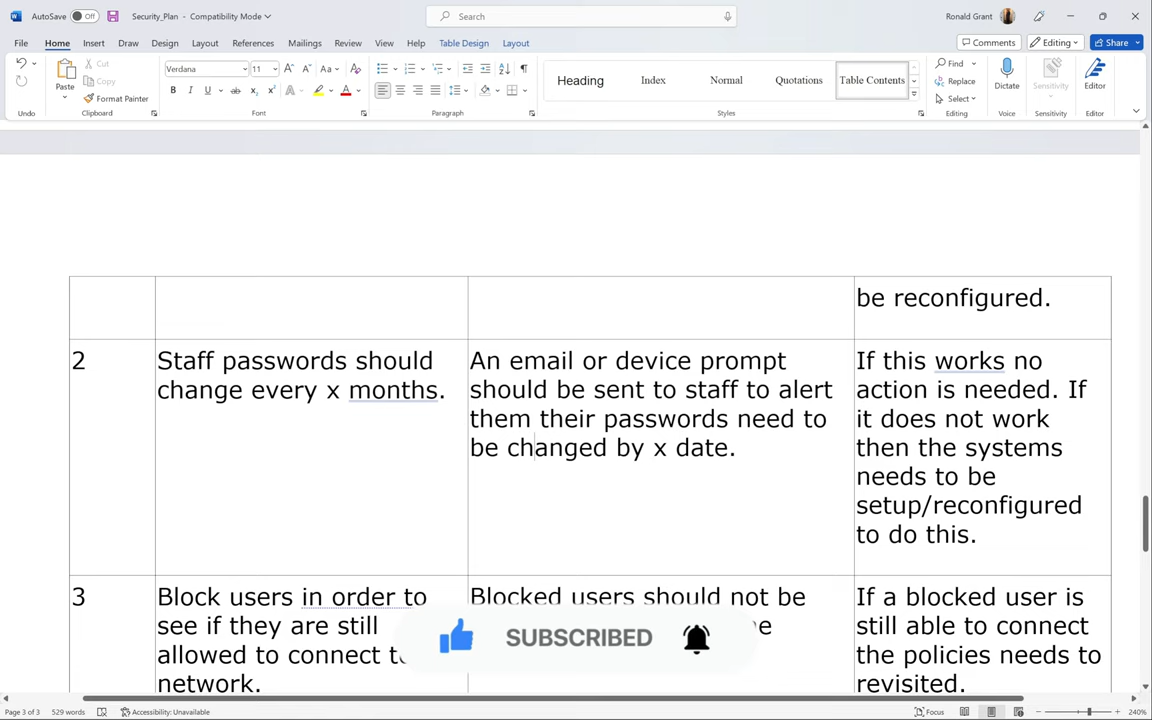 AutoSave Off Security_Plan - Compatibility Mode Search Ronald Grant
File Home Insert Draw Design Layout References Mailings Review View Help Table Design Layout Comments Editing Share
Paste Cut Copy Format Painter
Verdana 11 Aa
Heading Index Normal Quotations Table Contents
Find Replace Select Dictate Sensitivity Editor
Undo Clipboard Font Paragraph Styles Editing Voice Sensitivity Editor
be reconfigured.
2
Staff passwords should
change every x months.
An email or device prompt
should be sent to staff to alert
them their passwords need to
be changed by x date.
If this works no
action is needed. If
it does not work
then the systems
needs to be
setup/reconfigured
to do this.
3
Block users in order to
see if they are still
allowed to connect
network.
Blocked users should not be
If a blocked user is
still able to connect
the policies needs to
revisited.
SUBSCRIBED
Page 3 of 3 529 words Accessibility: Unavailable Focus 240%